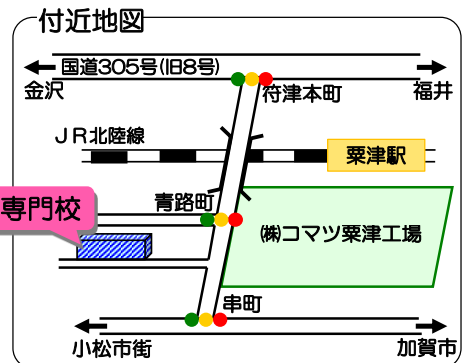 付近地図
国道305号(旧8号)
金沢
符津本町
福井
JR北陸線
粟津駅
青路町
専門校
㈱コマツ粟津工場
串町
小松市街
加賀市